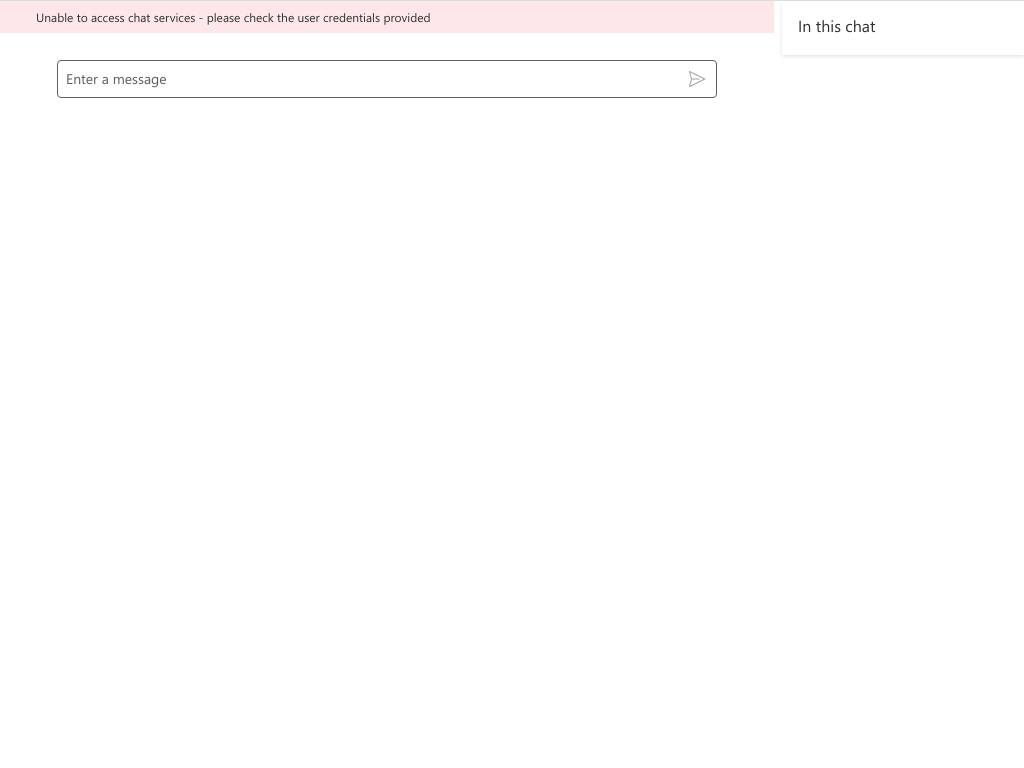 Unable to access chat services - please check the user credentials provided
In this chat
Enter a message